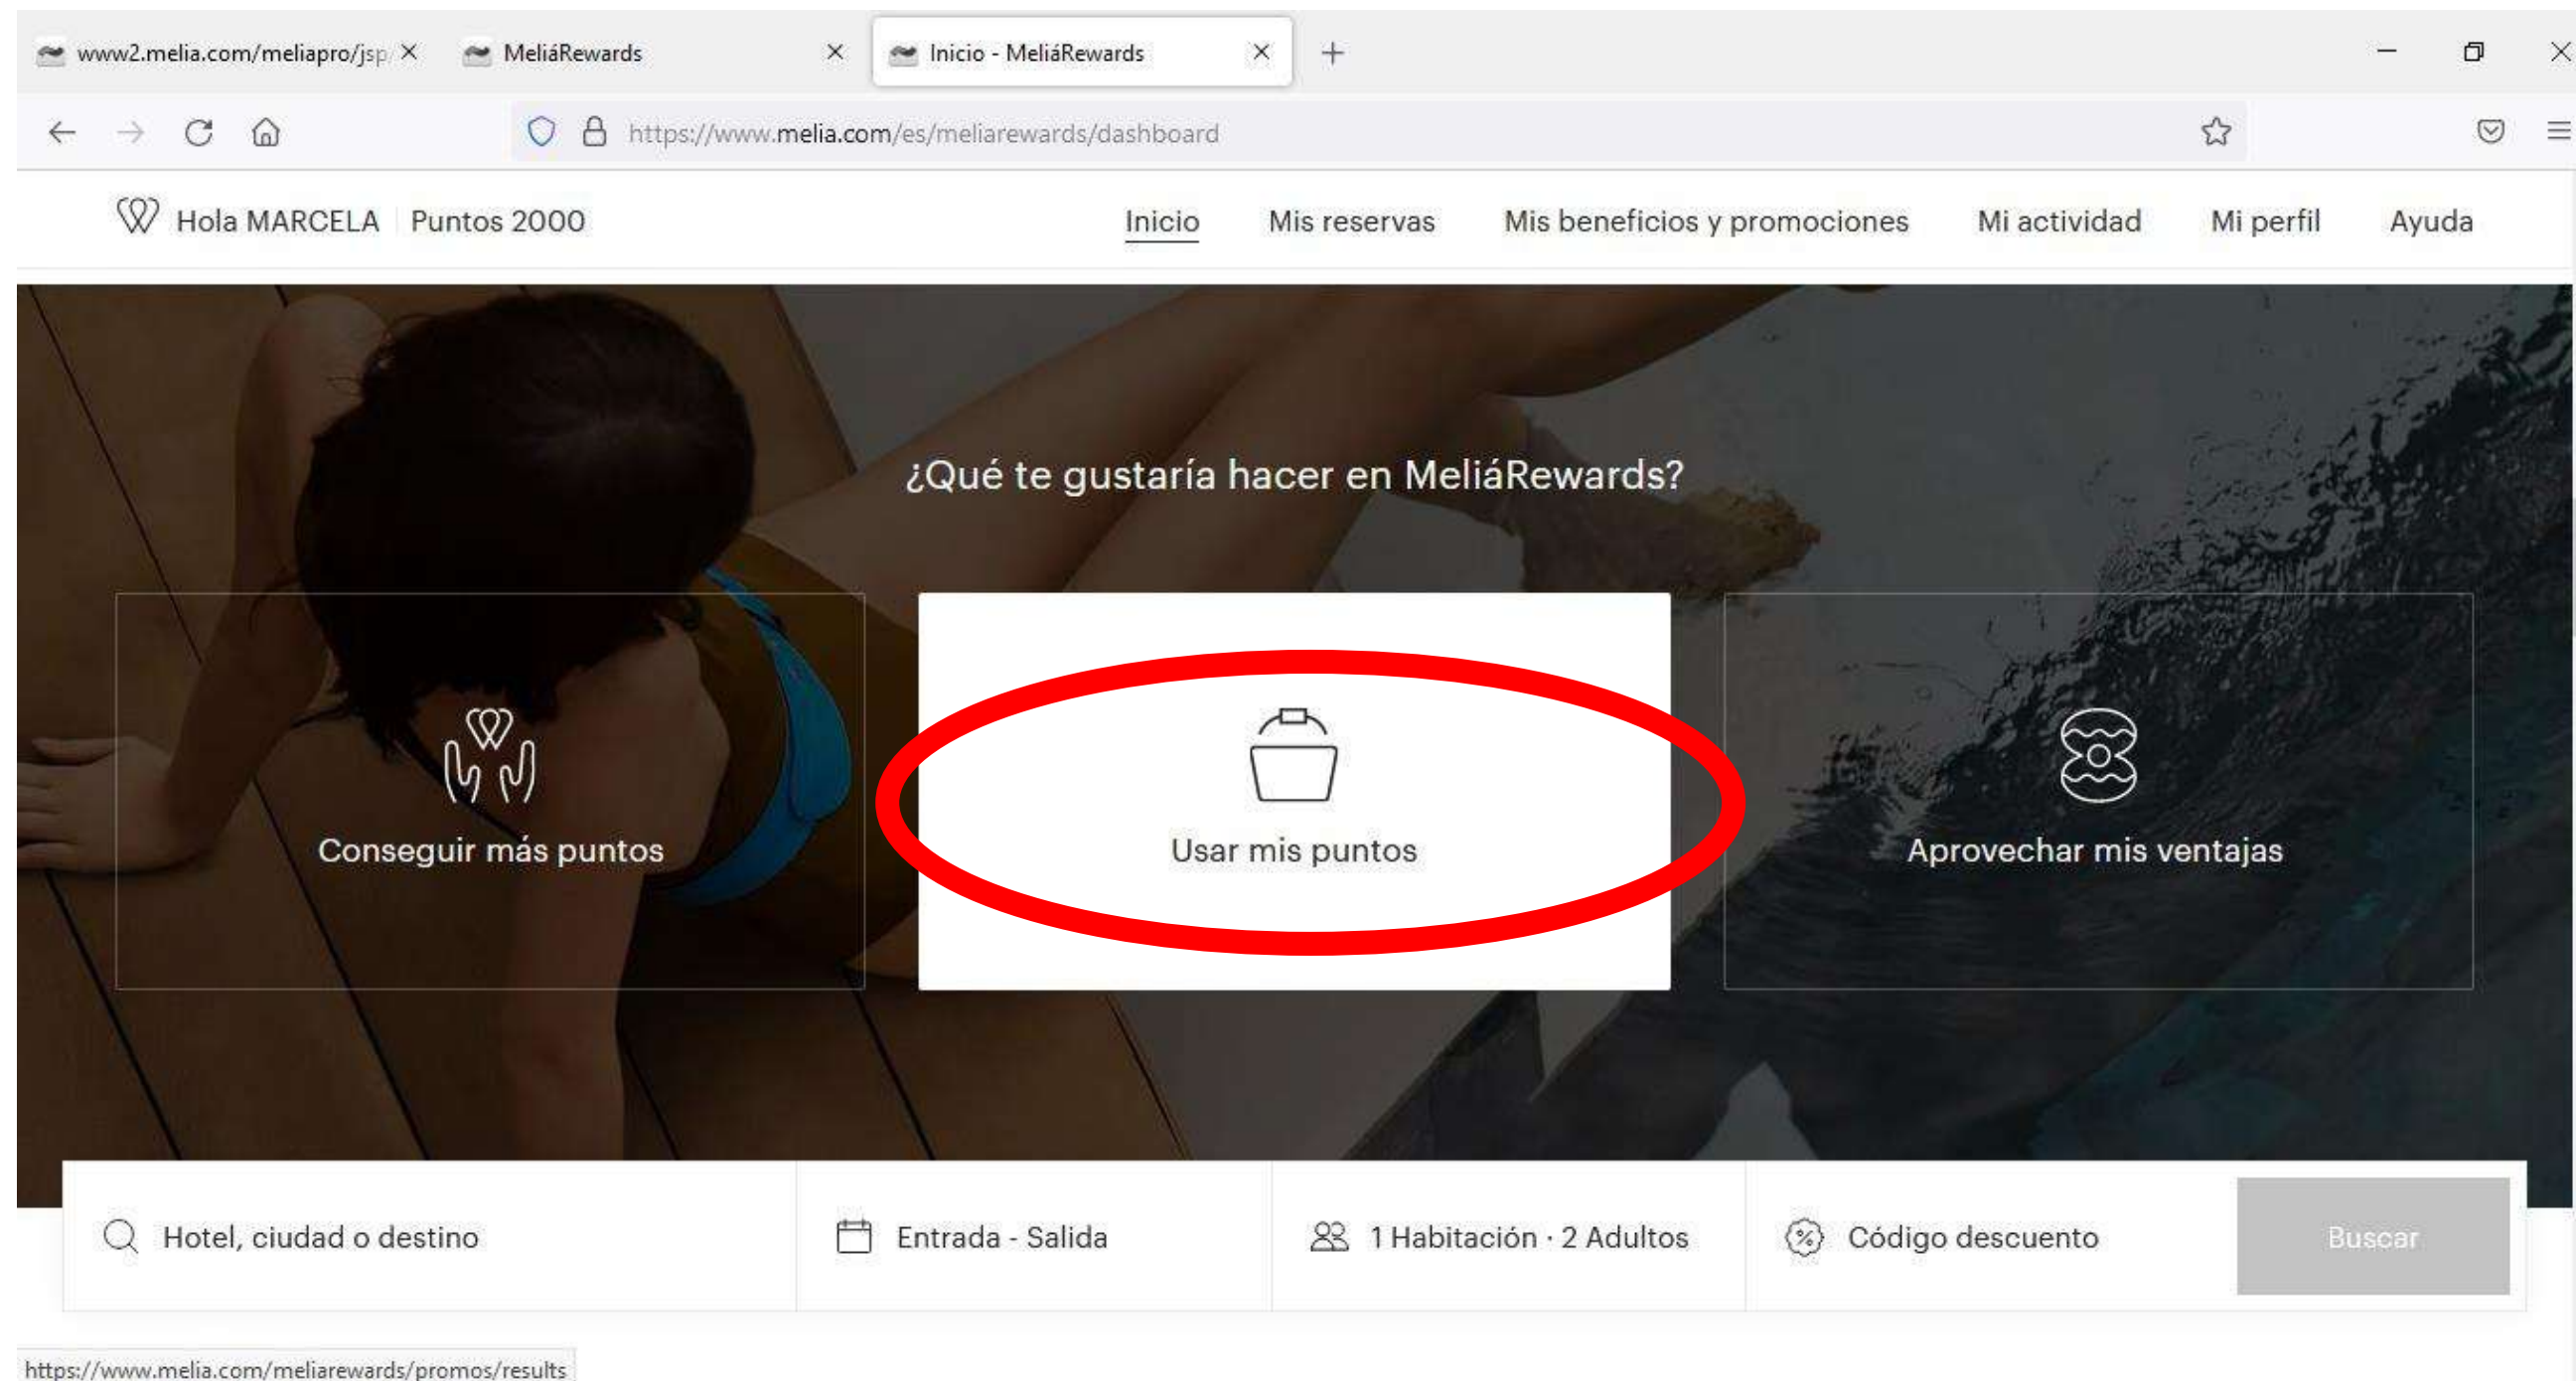 www2.melia.com/meliapro/jsp/
MeliáRewards
Inicio - MeliáRewards
https://www.melia.com/es/meliarewards/dashboard
Hola MARCELA | Puntos 2000
Inicio
Mis reservas
Mis beneficios y promociones
Mi actividad
Mi perfil
Ayuda
¿Qué te gustaría hacer en MeliáRewards?
Conseguir más puntos
Usar mis puntos
Aprovechar mis ventajas
Hotel, ciudad o destino
Entrada - Salida
1 Habitación · 2 Adultos
Código descuento
Buscar
https://www.melia.com/meliarewards/promos/results